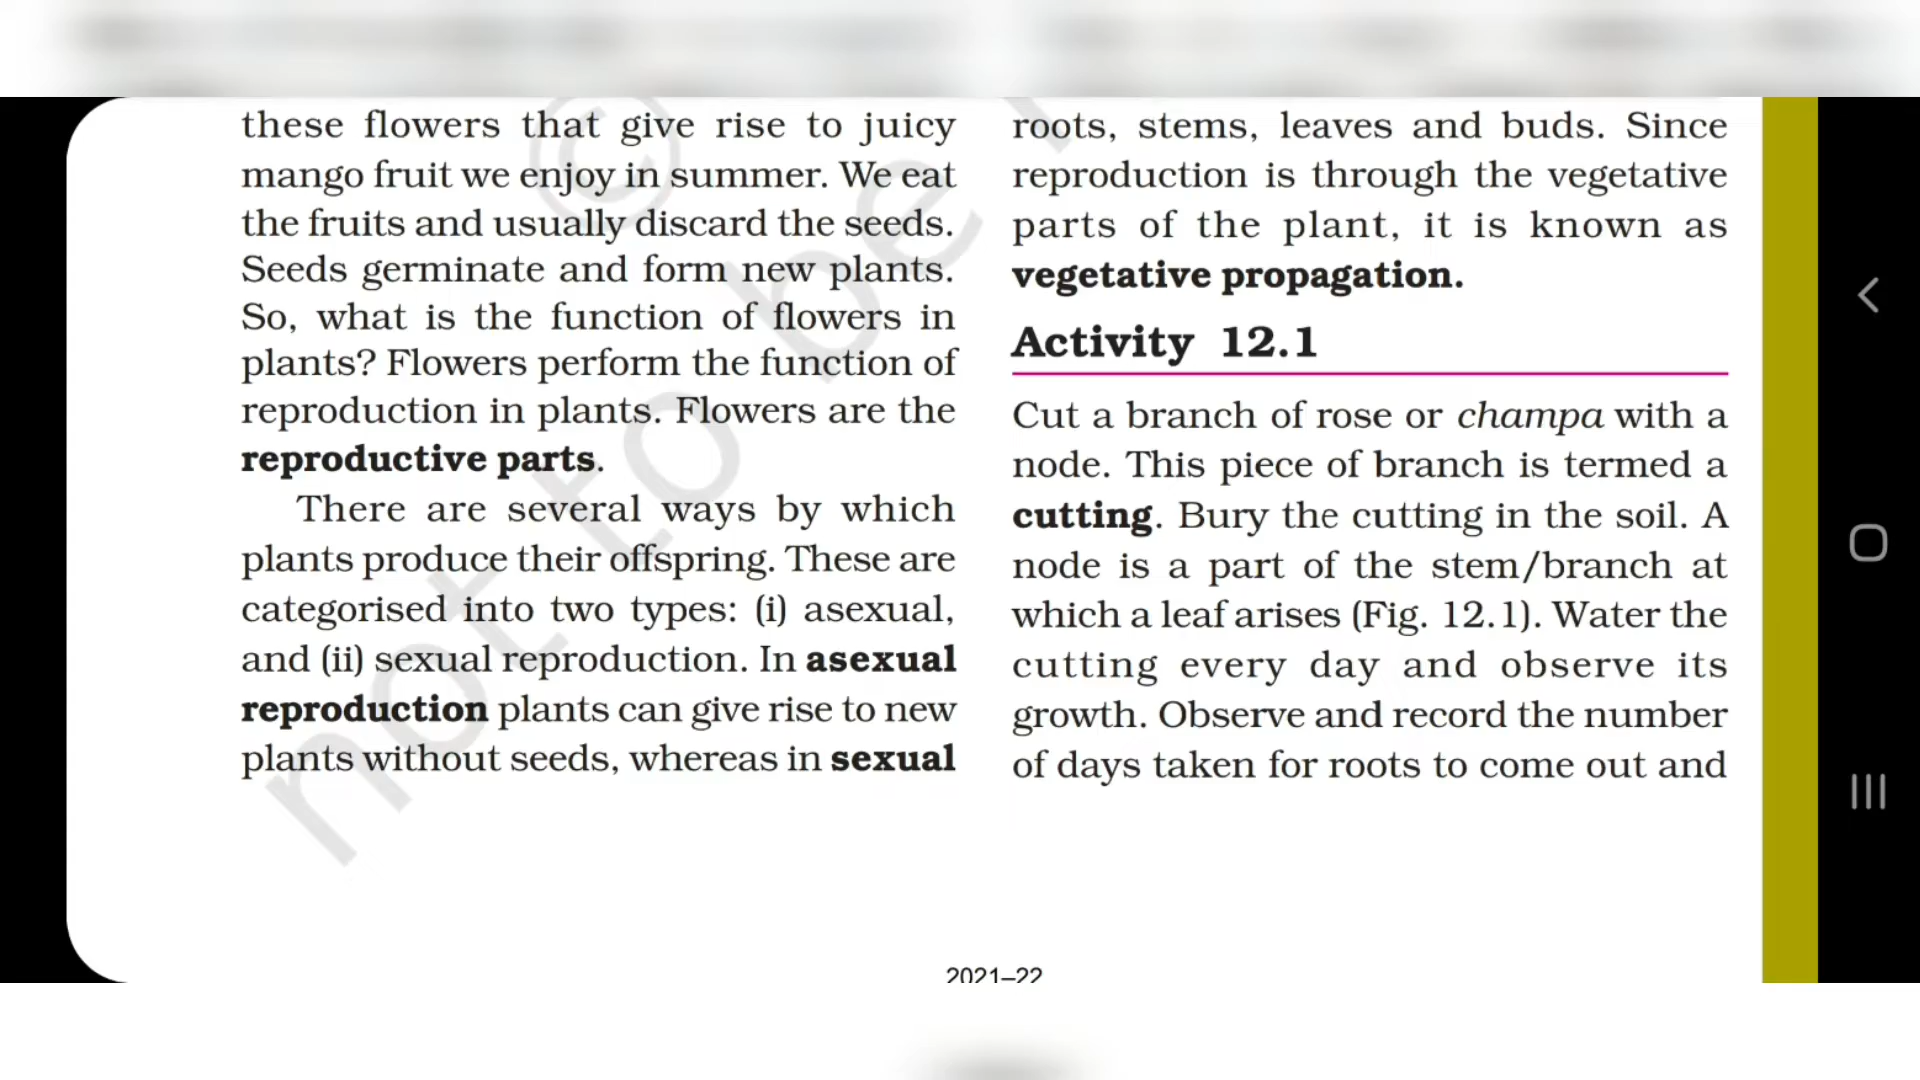 these flowers that give rise to juicy
mango fruit we enjoy in summer. We eat
the fruits and usually discard the seeds.
Seeds germinate and form new plants.
So, what is the function of flowers in
plants? Flowers perform the function of
reproduction in plants. Flowers are the
reproductive parts.
There are several ways by which
plants produce their offspring. These are
categorised into two types: (i) asexual,
and (ii) sexual reproduction. In asexual
reproduction plants can give rise to new
plants without seeds, whereas in sexual
roots, stems, leaves and buds. Since
reproduction is through the vegetative
parts of the plant, it is known as
vegetative propagation.
Activity 12.1
Cut a branch of rose or champa with a
node. This piece of branch is termed a
cutting. Bury the cutting in the soil. A
node is a part of the stem/branch at
which a leaf arises (Fig. 12.1). Water the
cutting every day and observe its
growth. Observe and record the number
of days taken for roots to come out and
2021–22
©
not to be r